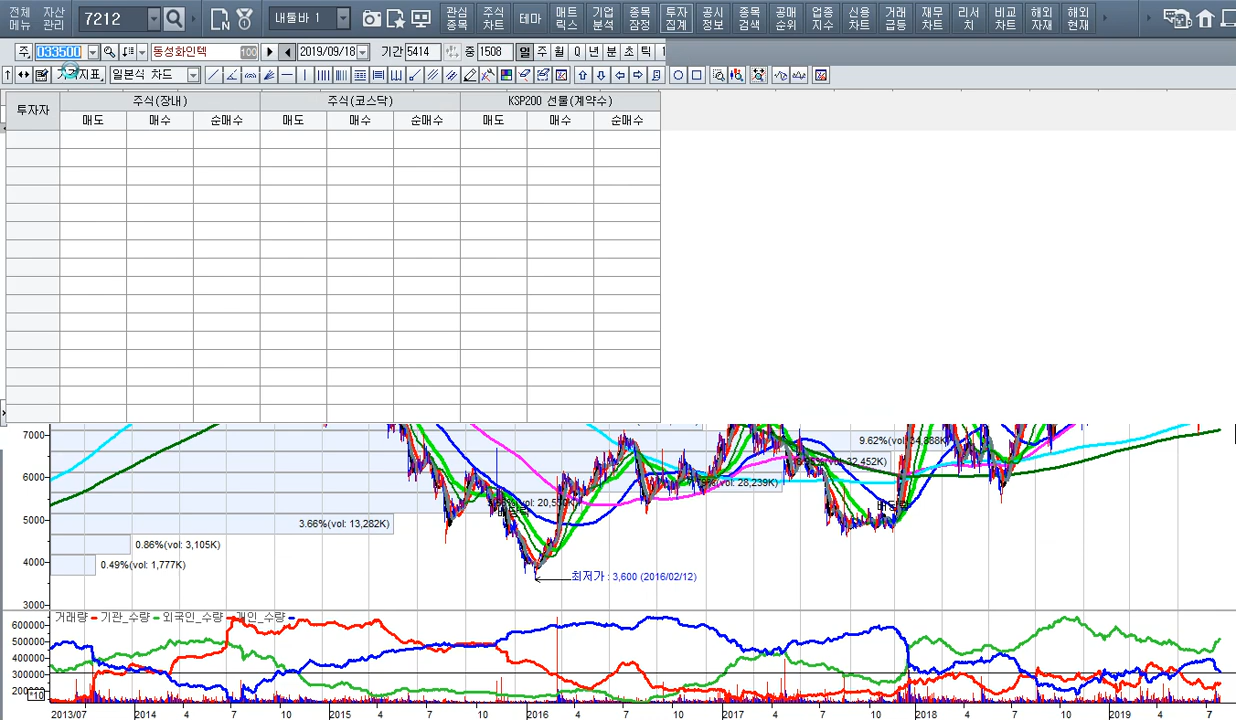 전체 자산 7212 내툴바 1 관심 주식 테마 매트 기업 종목 투자 공시 종목 공매 업종 신용 거래 재무 리서 비교 해외 해외
메뉴 관리 종목 차트 릭스 분석 잠정 집계 정보 검색 순위 지수 차트 급등 차트 치 차트 자재 현재
주 033500 동성화인텍 100 2019/09/18 기간 5414 중 1508 일 주 월 Q 년 분 초 틱 1
일본식 차트
투자자 주식(장내) 주식(코스닥) KSP200 선물(계약수)
매도 매수 순매수 매도 매수 순매수 매도 매수 순매수
7000
9.62%(vol: 34,888K)
32,452K)
6000
28,239K)
5000
3.66%(vol: 13,282K)
0.86%(vol: 3,105K)
4000
0.49%(vol: 1,777K)
최저가 : 3,600 (2016/02/12)
3000
거래량 기관_수량 외국인_수량 개인_수량
600000
500000
400000
300000
*10
2013/07 2014 4 7 10 2015 4 7 10 2016 4 7 10 2017 4 7 10 2018 4 7 10 2019 4 7